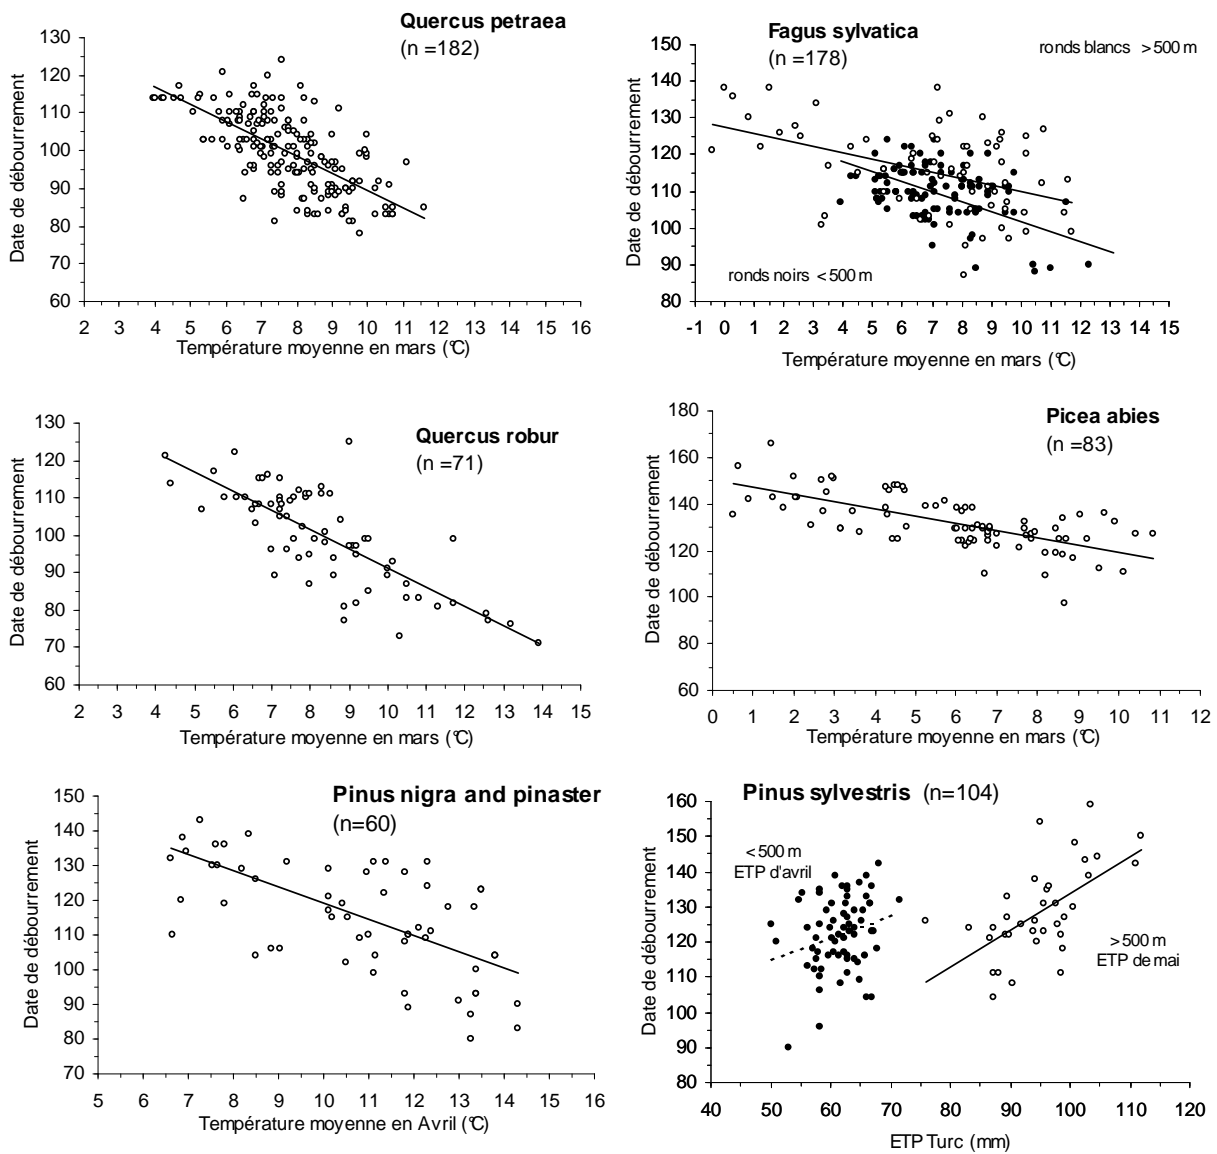 Quercus petraea
(n =182)
Date de débourrement
130
120
110
100
90
80
70
60
2 3 4 5 6 7 8 9 10 11 12 13 14 15 16
Température moyenne en mars (°C)
Fagus sylvatica
(n =178)
ronds blancs >500 m
ronds noirs <500 m
Date de débourrement
150
140
130
120
110
100
90
80
-1 0 1 2 3 4 5 6 7 8 9 10 11 12 13 14 15
Température moyenne en mars (°C)
Quercus robur
(n =71)
Date de débourrement
130
120
110
100
90
80
70
60
2 3 4 5 6 7 8 9 10 11 12 13 14 15
Température moyenne en mars (°C)
Picea abies
(n =83)
Date de débourrement
180
160
140
120
100
80
60
0 1 2 3 4 5 6 7 8 9 10 11 12
Température moyenne en mars (°C)
Pinus nigra and pinaster
(n=60)
Date de débourrement
150
140
130
120
110
100
90
80
70
5 6 7 8 9 10 11 12 13 14 15 16
Température moyenne en Avril (°C)
Pinus sylvestris (n=104)
<500 m
ETP d'avril
>500 m
ETP de mai
Date de débourrement
160
150
140
130
120
110
100
90
80
40 50 60 70 80 90 100 110 120
ETP Turc (mm)